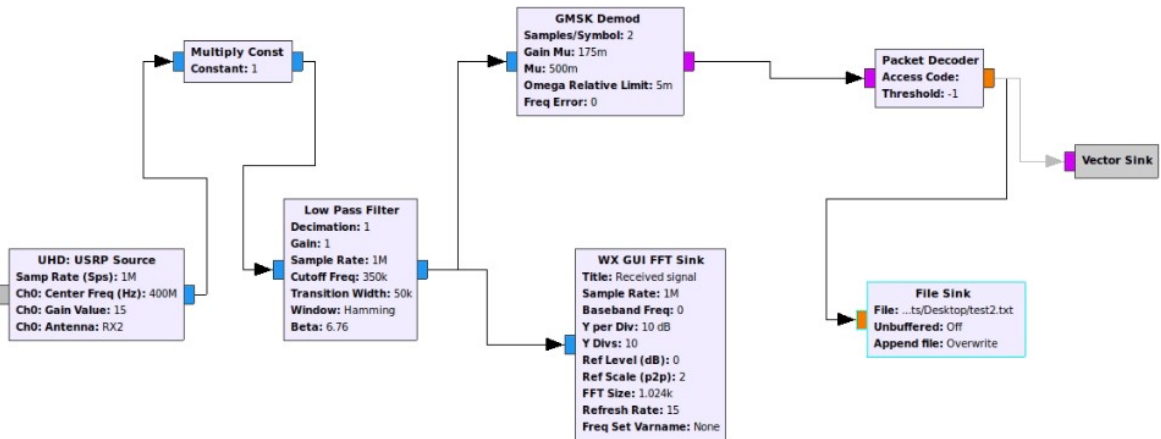 GMSK Demod
Samples/Symbol: 2
Gain Mu: 175m
Mu: 500m
Omega Relative Limit: 5m
Freq Error: 0
Multiply Const
Constant: 1
Packet Decoder
Access Code:
Threshold: -1
Vector Sink
Low Pass Filter
Decimation: 1
Gain: 1
Sample Rate: 1M
Cutoff Freq: 350k
Transition Width: 50k
Window: Hamming
Beta: 6.76
UHD: USRP Source
Samp Rate (Sps): 1M
Ch0: Center Freq (Hz): 400M
Ch0: Gain Value: 15
Ch0: Antenna: RX2
WX GUI FFT Sink
Title: Received signal
Sample Rate: 1M
Baseband Freq: 0
Y per Div: 10 dB
Y Divs: 10
Ref Level (dB): 0
Ref Scale (p2p): 2
FFT Size: 1.024k
Refresh Rate: 15
Freq Set Varname: None
File Sink
File: ...ts/Desktop/test2.txt
Unbuffered: Off
Append file: Overwrite